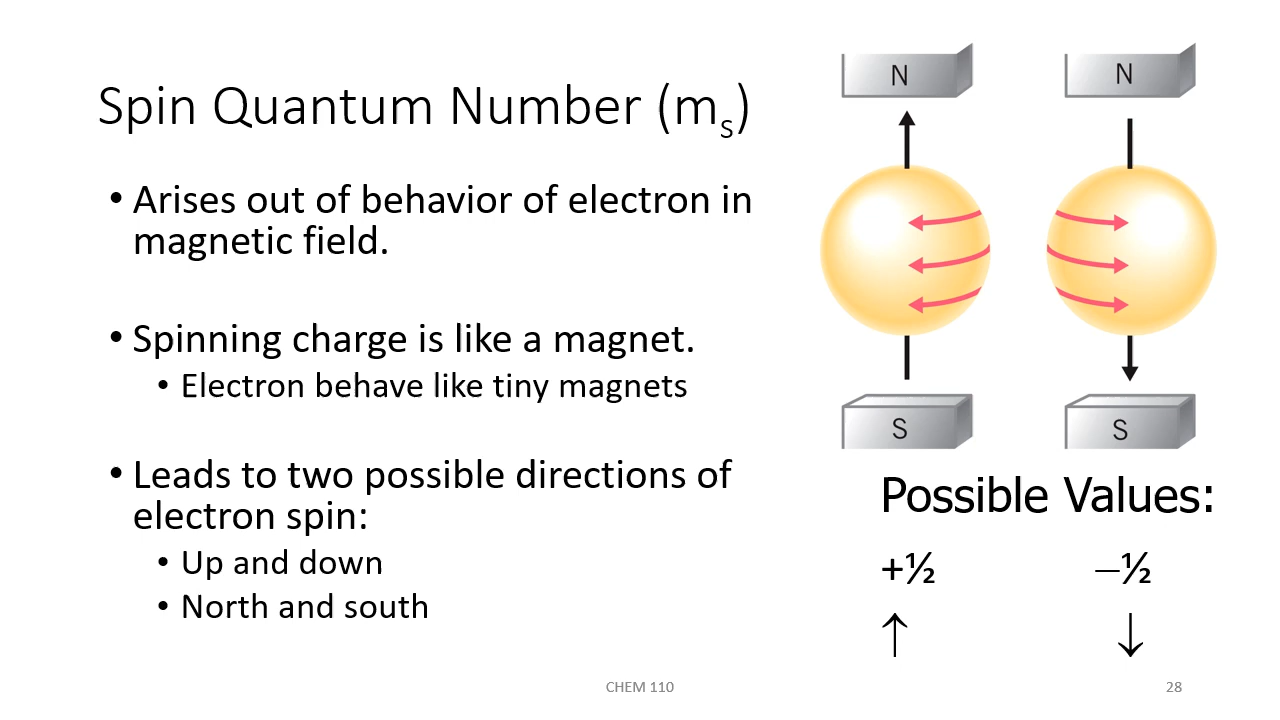 Spin Quantum Number (mₛ)
• Arises out of behavior of electron in
magnetic field.
• Spinning charge is like a magnet.
• Electron behave like tiny magnets
• Leads to two possible directions of
electron spin:
• Up and down
• North and south
N
N
S
S
Possible Values:
+½ –½
↑ ↓
CHEM 110
28